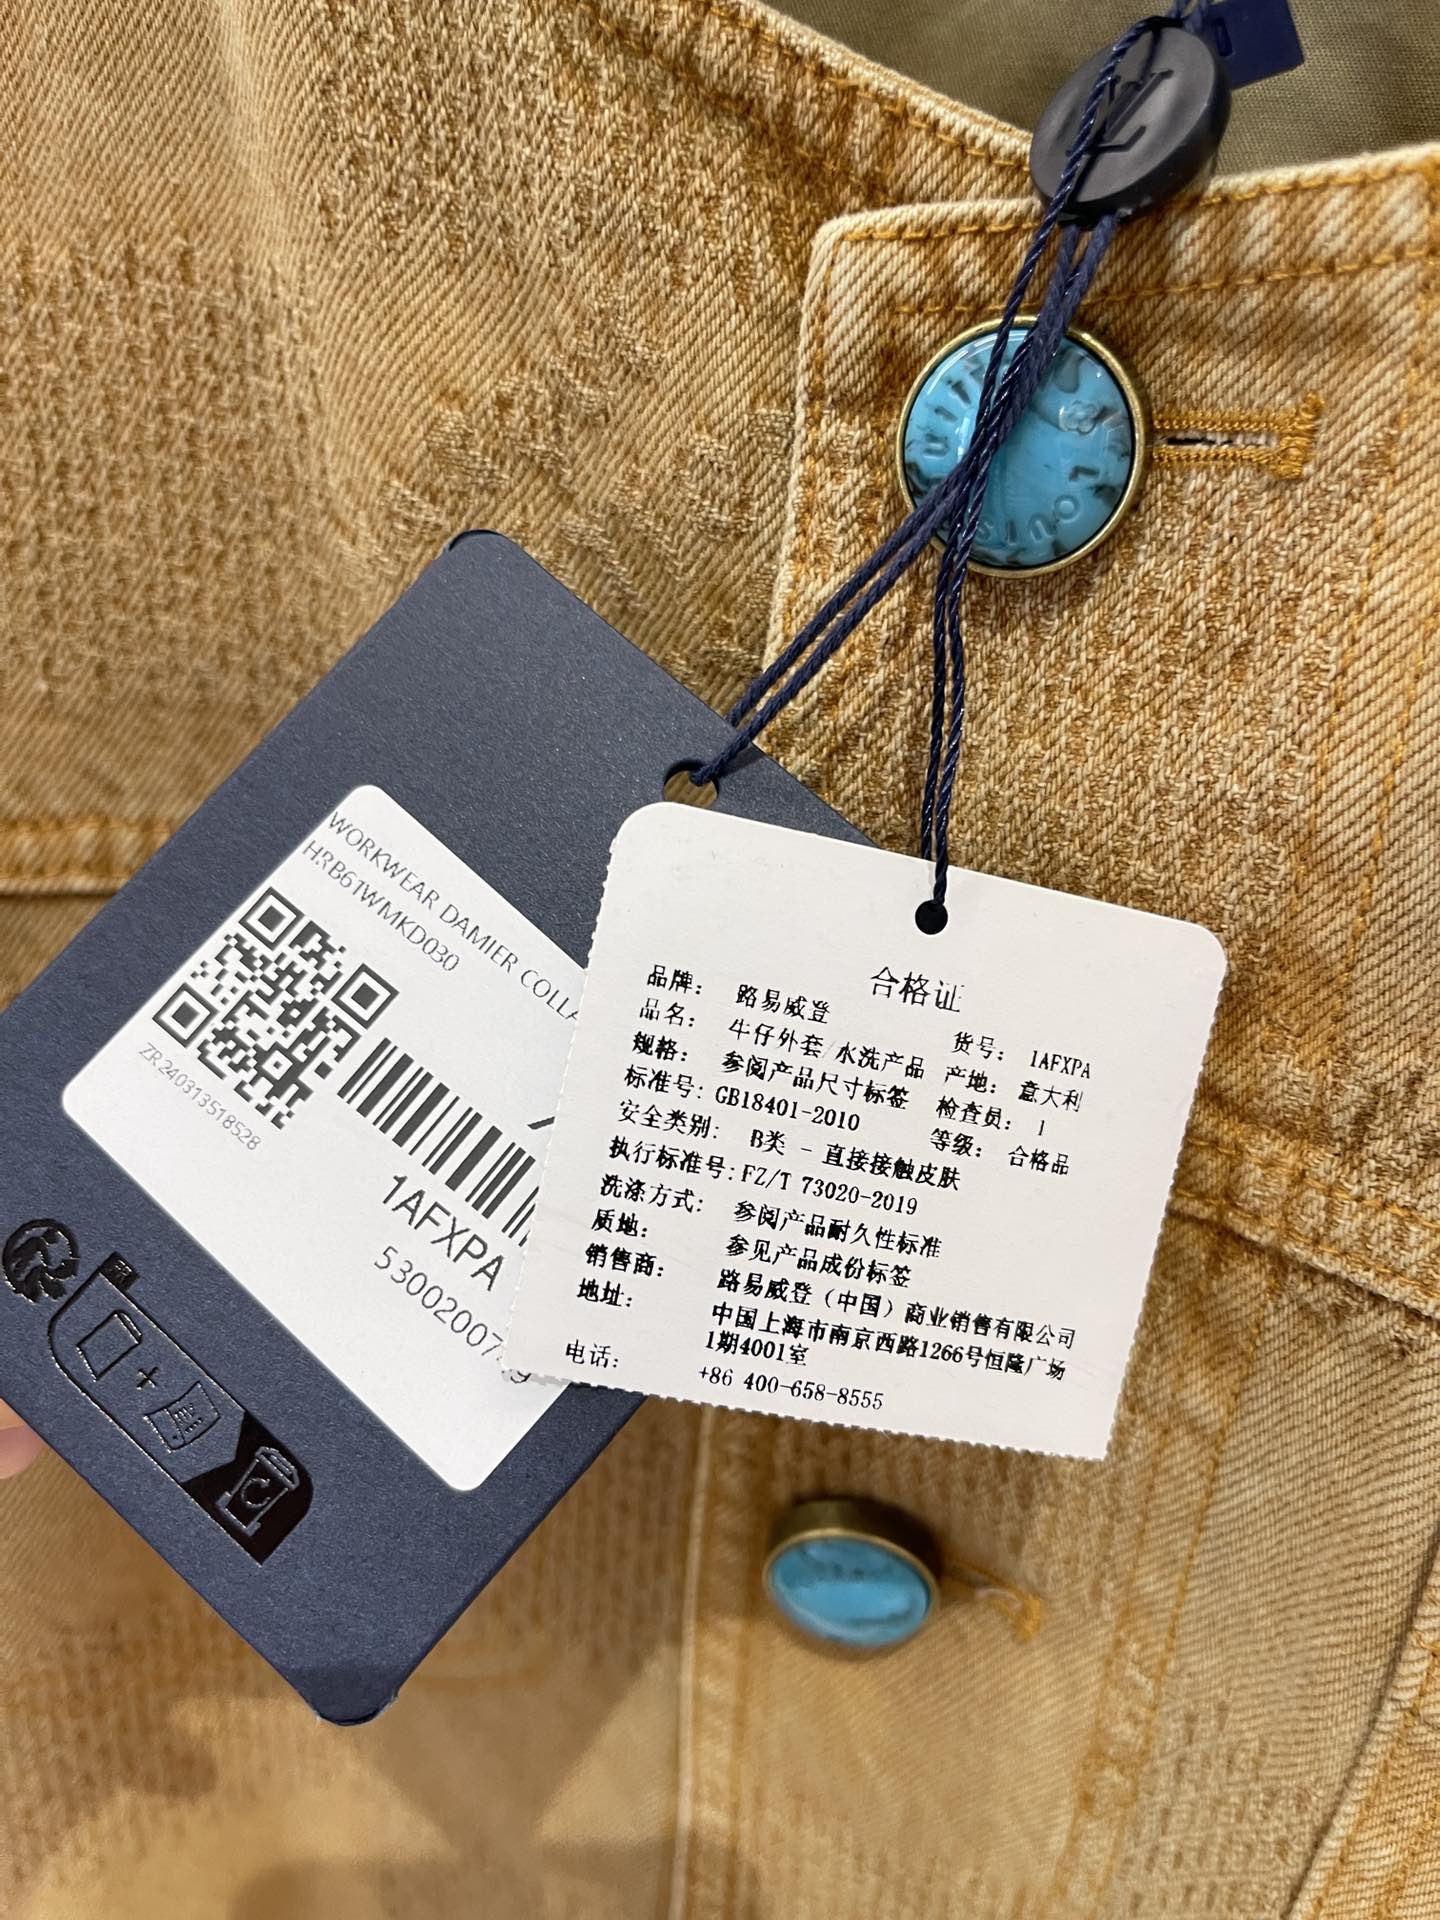 LV
LOUIS VUITTON
WORKWEAR DAMIER COLLA
HRB61WMKD030
ZR240313518528
1AFXPA
合格证
品牌： 路易威登
货号： 1AFXPA
品名： 牛仔外套/水洗产品
产地： 意大利
规格： 参阅产品尺寸标签
检查员： 1
标准号: GB18401-2010
等级： 合格品
安全类别: B类 - 直接接触皮肤
执行标准号: FZ/T 73020-2019
洗涤方式: 参阅产品耐久性标准
质地: 参见产品成份标签
销售商: 路易威登（中国）商业销售有限公司
地址: 中国上海市南京西路1266号恒隆广场
1期4001室
电话: +86 400-658-8555